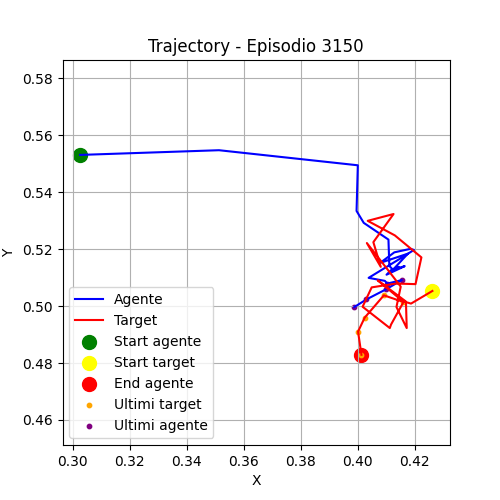 Trajectory - Episodio 3150
0.58
0.56
0.54
0.52
0.50
0.48
0.46
Y
Agente
Target
Start agente
Start target
End agente
Ultimi target
Ultimi agente
0.30 0.32 0.34 0.36 0.38 0.40 0.42
X